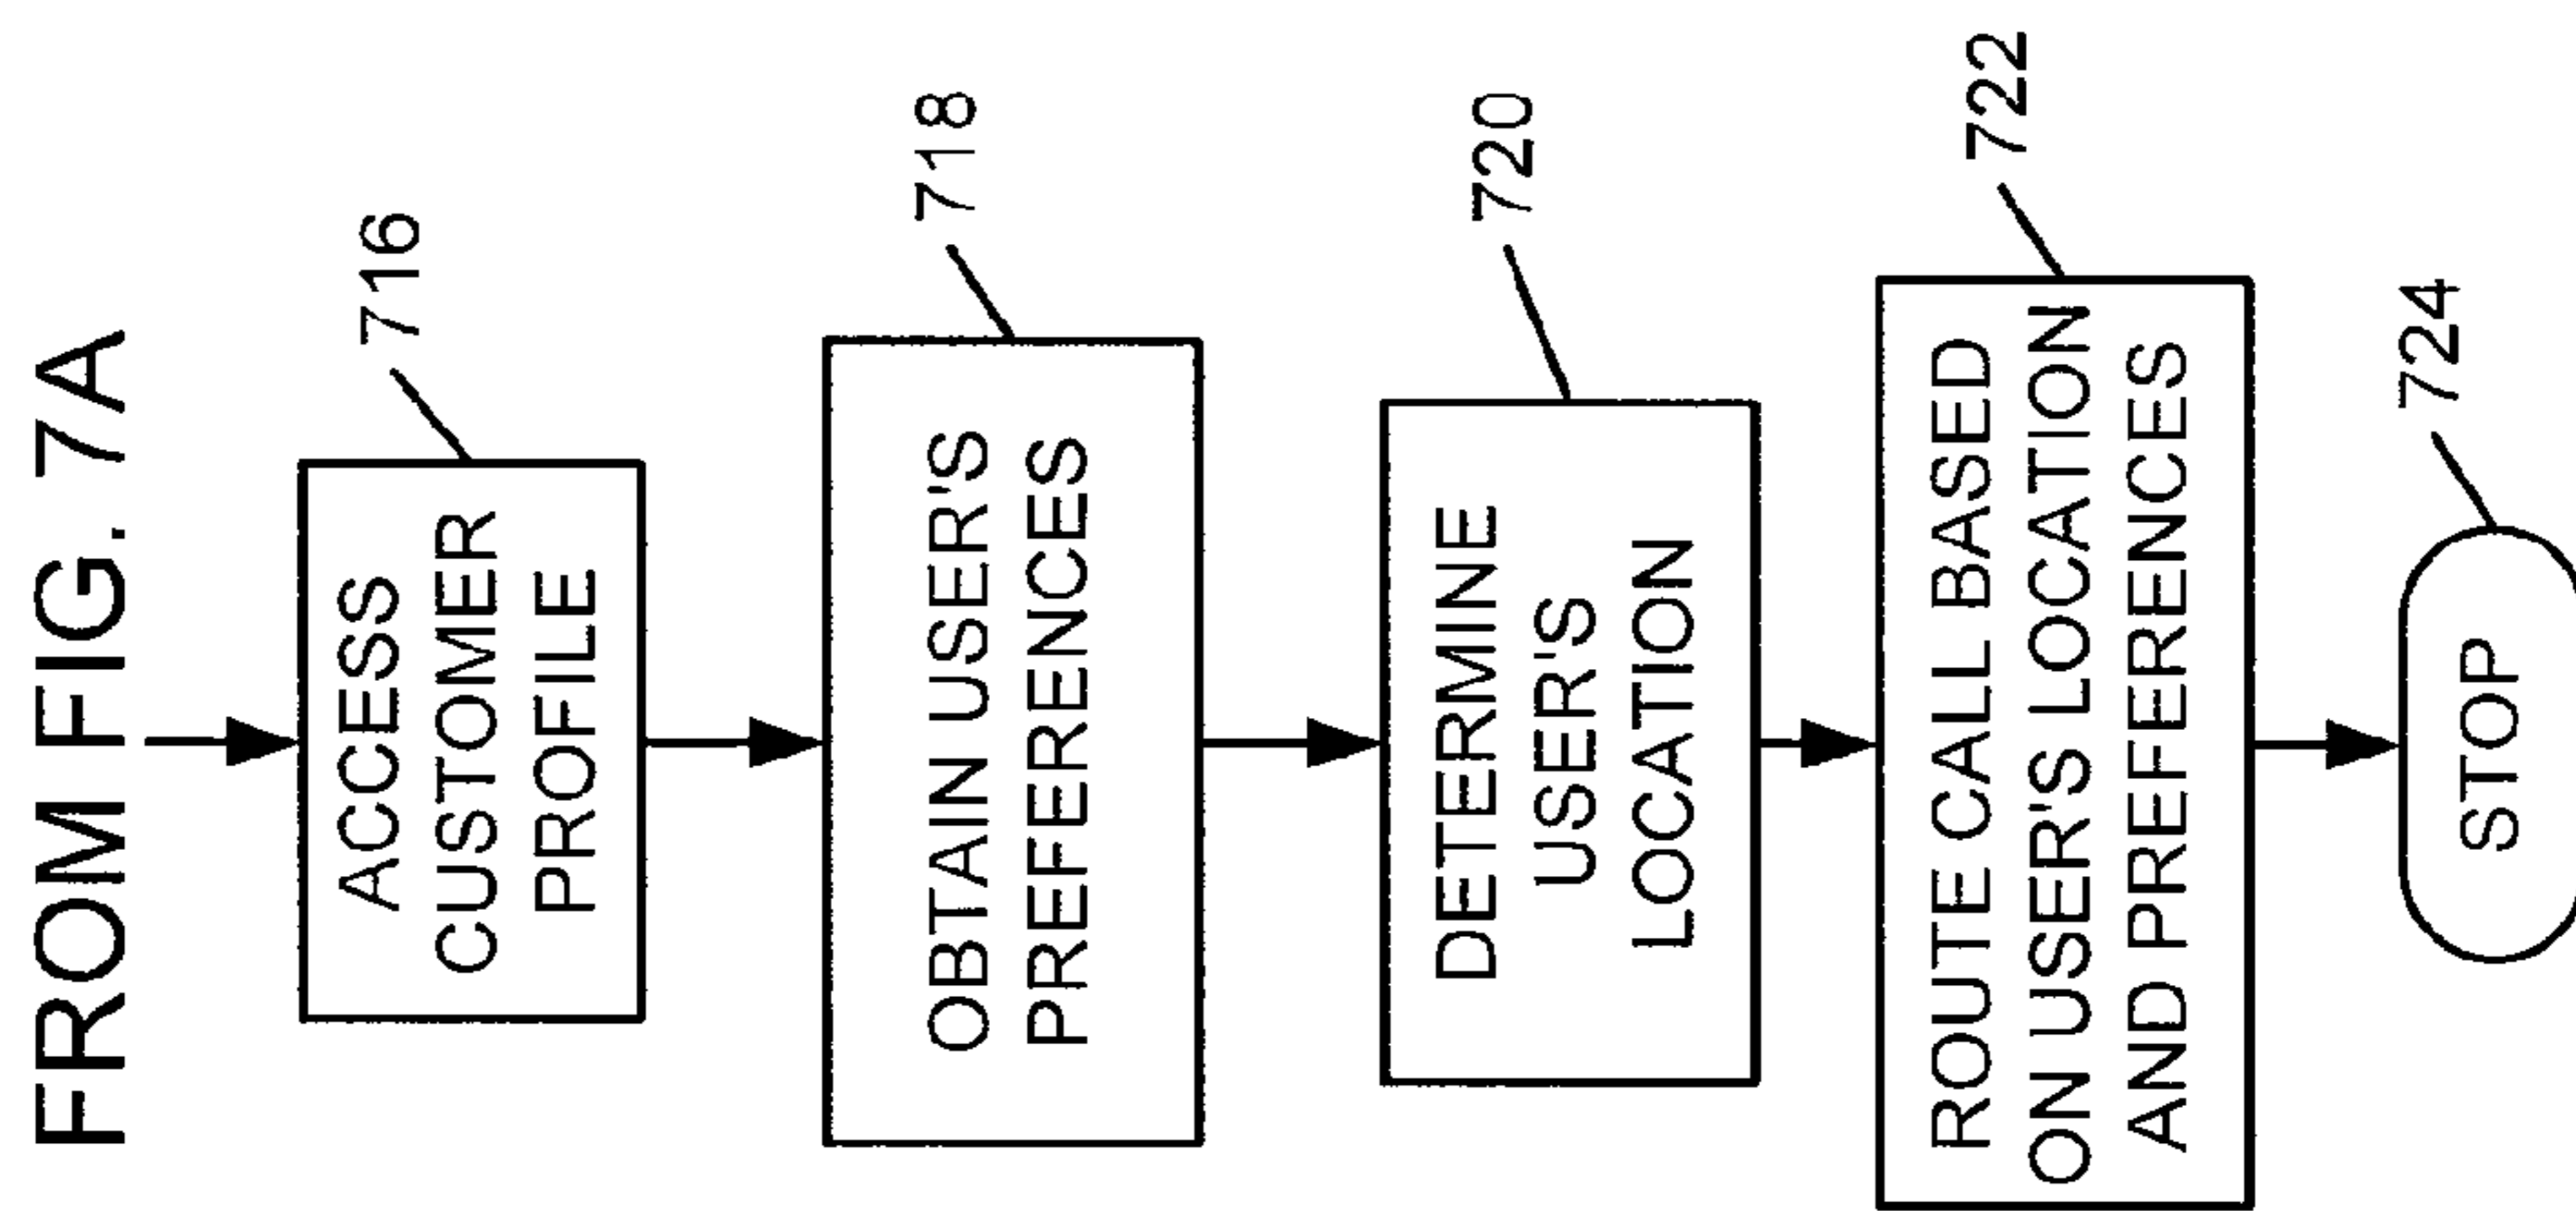 FROM FIG. 7A
716
ACCESS
CUSTOMER
PROFILE
718
OBTAIN USER'S
PREFERENCES
720
DETERMINE
USER'S
LOCATION
722
ROUTE CALL BASED
ON USER'S LOCATION
AND PREFERENCES
724
STOP